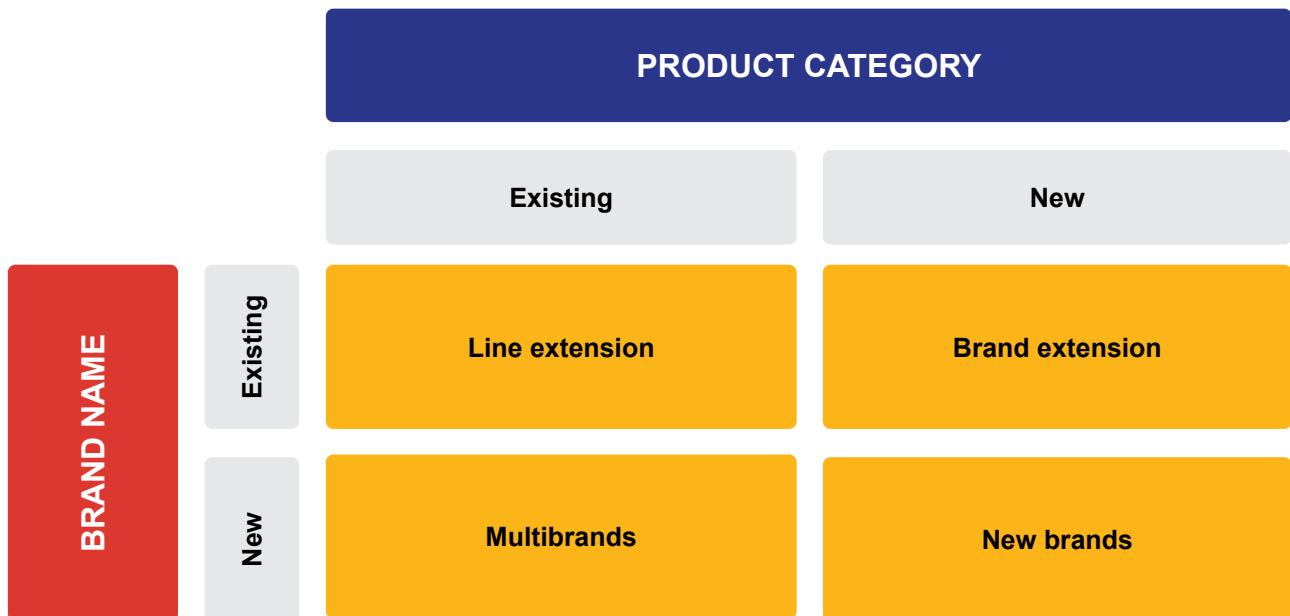 PRODUCT CATEGORY
Existing
New
BRAND NAME
Existing
Line extension
Brand extension
New
Multibrands
New brands